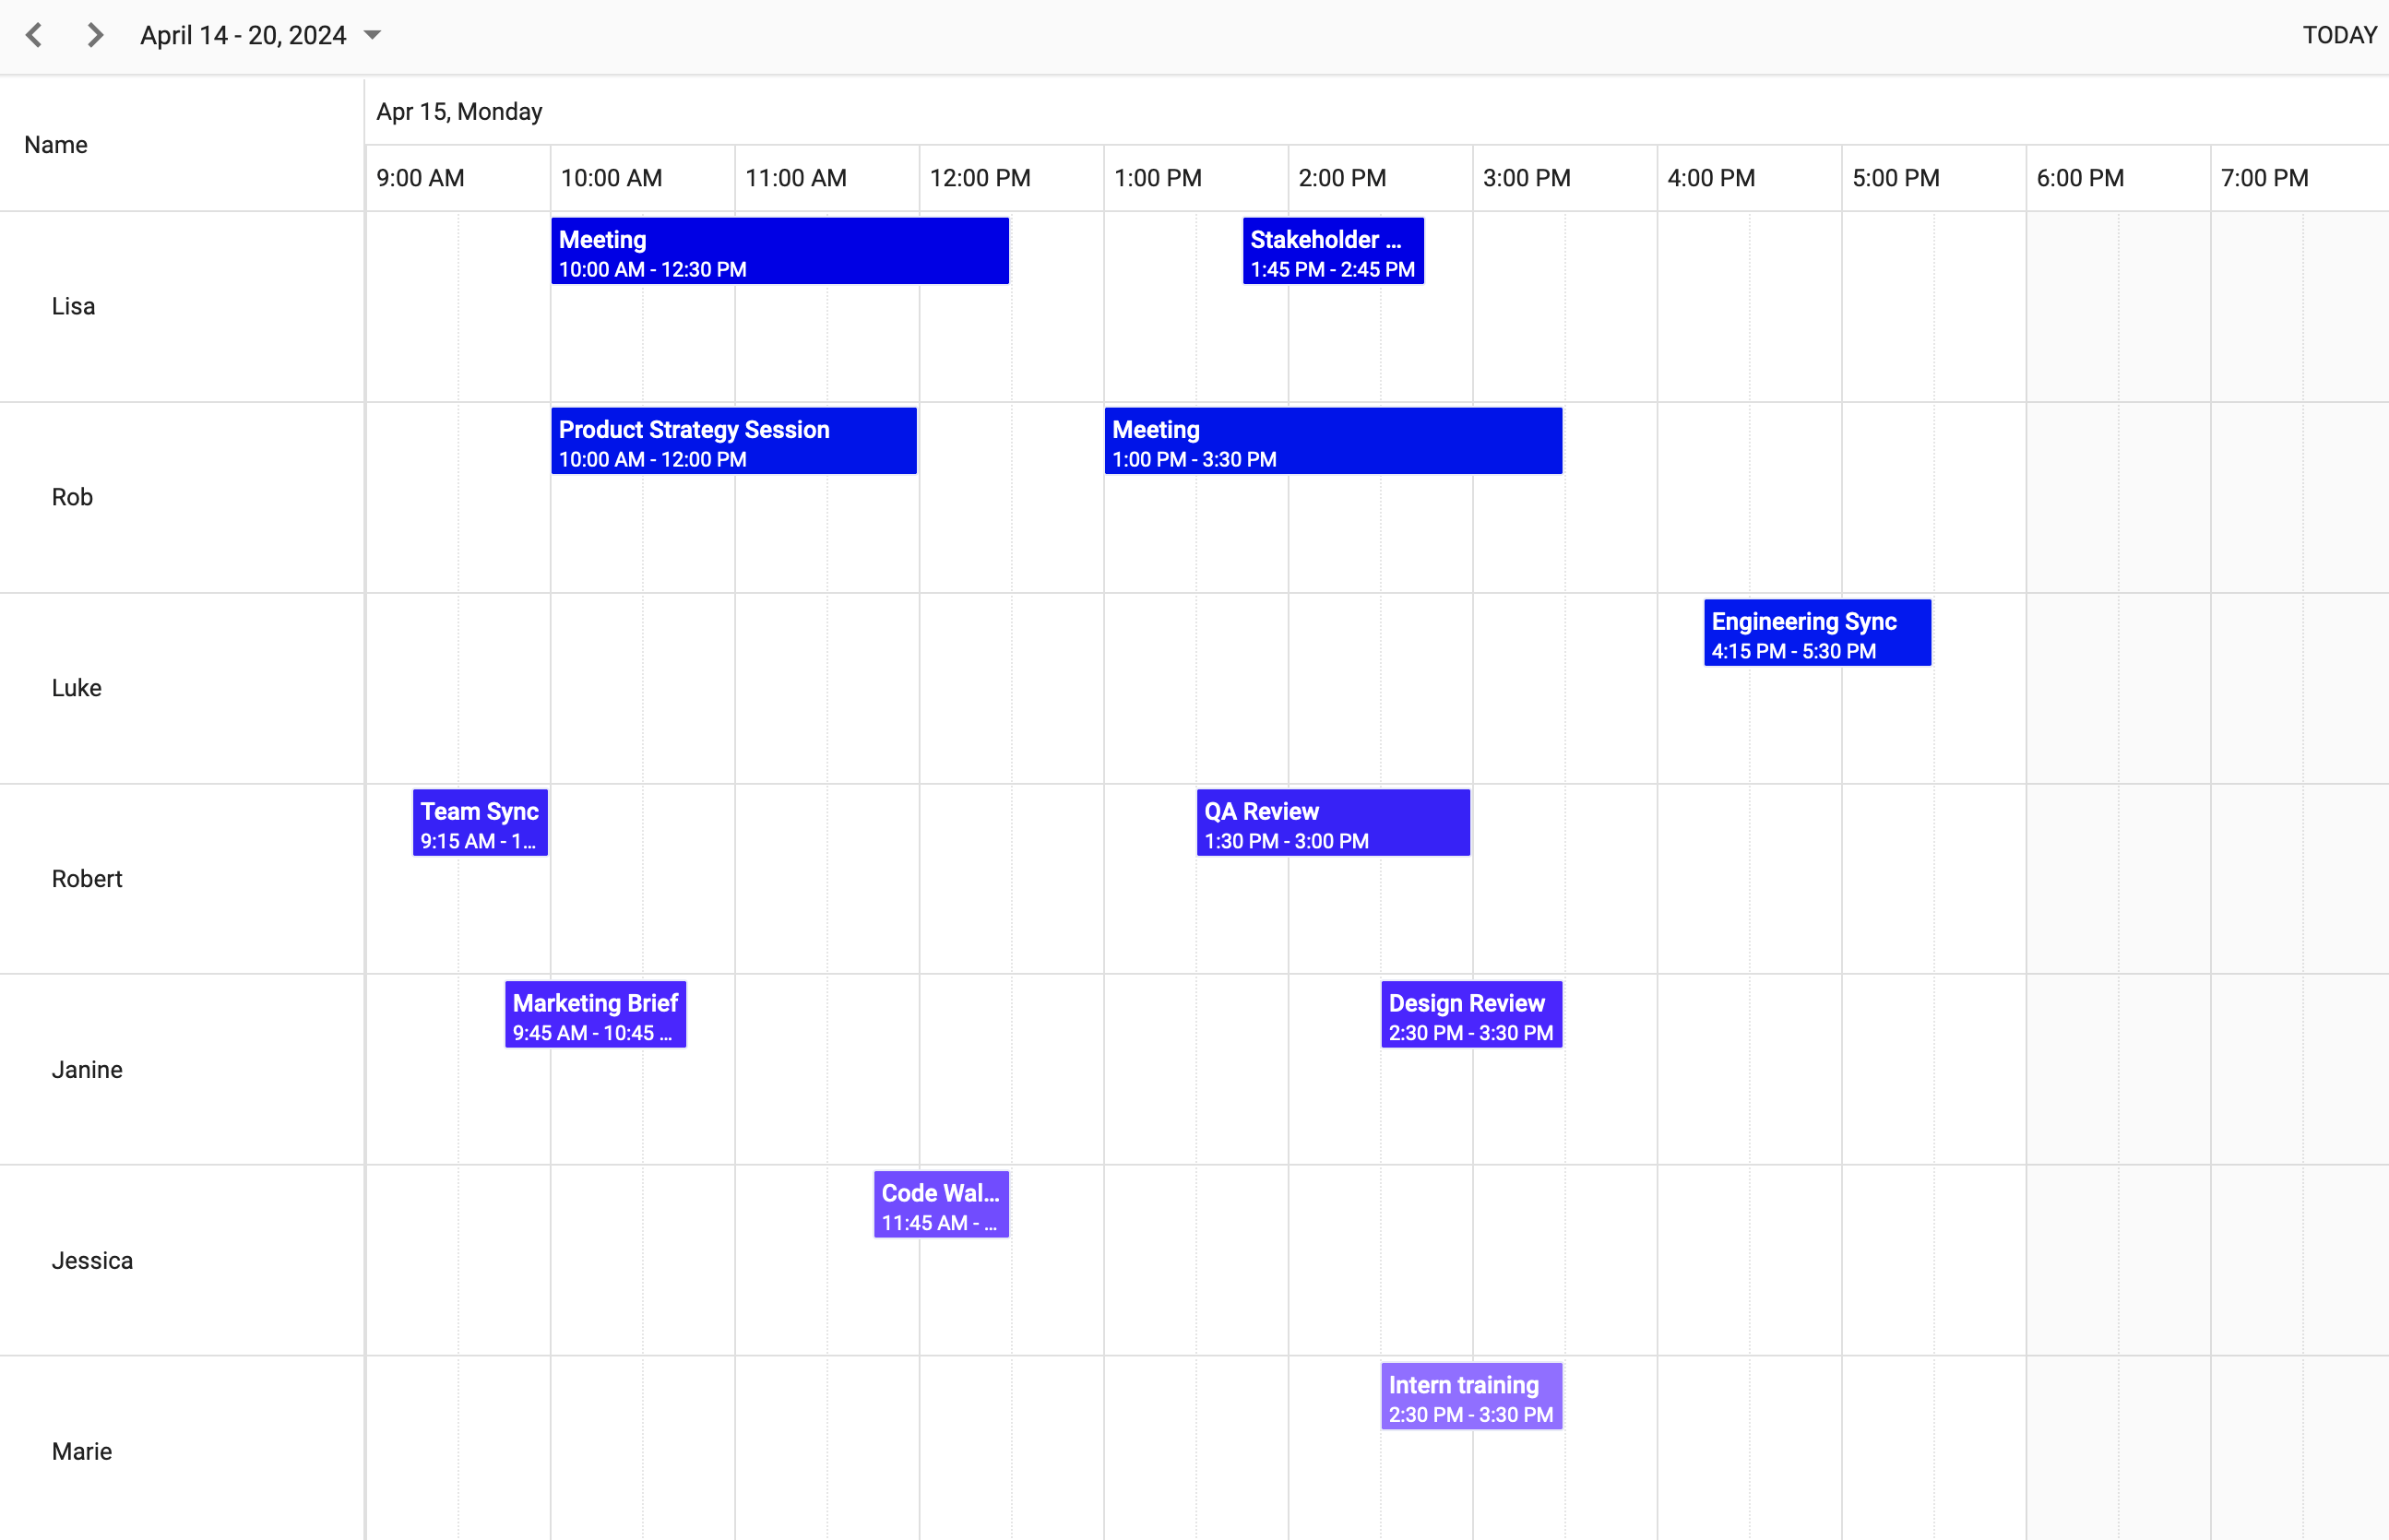 April 14 - 20, 2024
TODAY
Name
Apr 15, Monday
9:00 AM 10:00 AM 11:00 AM 12:00 PM 1:00 PM 2:00 PM 3:00 PM 4:00 PM 5:00 PM 6:00 PM 7:00 PM
Lisa
Meeting
10:00 AM - 12:30 PM
Stakeholder ...
1:45 PM - 2:45 PM
Rob
Product Strategy Session
10:00 AM - 12:00 PM
Meeting
1:00 PM - 3:30 PM
Luke
Engineering Sync
4:15 PM - 5:30 PM
Robert
Team Sync
9:15 AM - 1...
QA Review
1:30 PM - 3:00 PM
Janine
Marketing Brief
9:45 AM - 10:45 ...
Design Review
2:30 PM - 3:30 PM
Jessica
Code Wal...
11:45 AM - ...
Marie
Intern training
2:30 PM - 3:30 PM